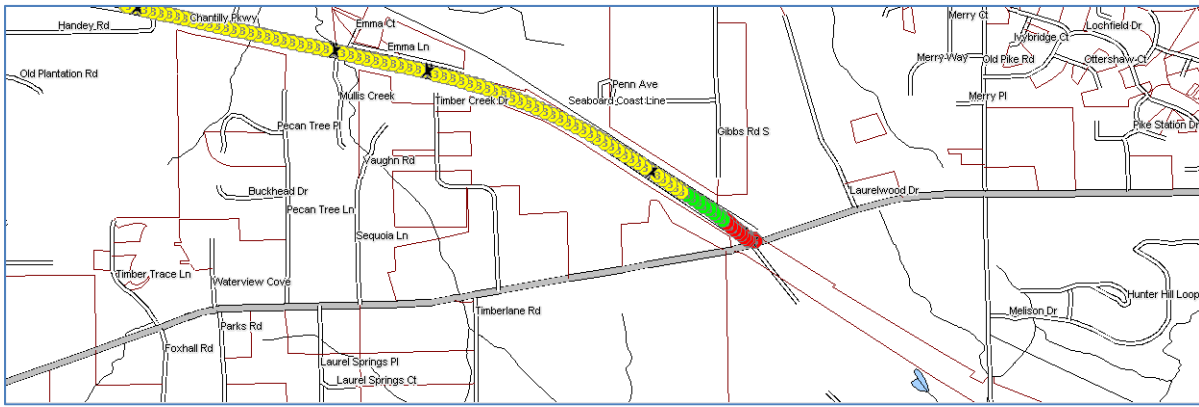 Emma Ct
Merry Ct
Lochfield Dr
Chantilly Pkwy
Handey Rd
Ivybridge Ct
Emma Ln
Merry Way
Old Pike Rd
Ottershaw Ct
Old Plantation Rd
Penn Ave
Mullis Creek
Timber Creek Dr
Seaboard Coast Line
Merry Pl
Pecan Tree Pl
Gibbs Rd S
Pike Station Dr
Vaughn Rd
Buckhead Dr
Laurelwood Dr
Pecan Tree Ln
Sequoia Ln
Timber Trace Ln
Waterview Cove
Hunter Hill Loop
Timberlane Rd
Melison Dr
Parks Rd
Foxhall Rd
Laurel Springs Pl
Laurel Springs Ct